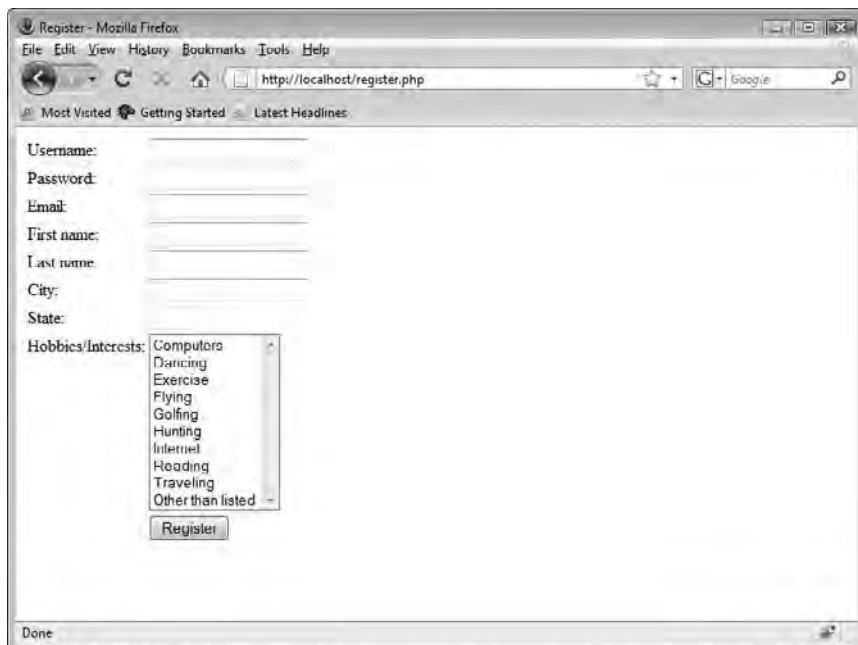 Register - Mozilla Firefox
File Edit View History Bookmarks Tools Help
http://localhost/register.php
Google
Most Visited Getting Started Latest Headlines
Username:
Password:
Email:
First name:
Last name
City:
State:
Hobbies/Interests:
Computers
Dancing
Exercise
Flying
Golfing
Hunting
Internet
Reading
Traveling
Other than listed
Register
Done